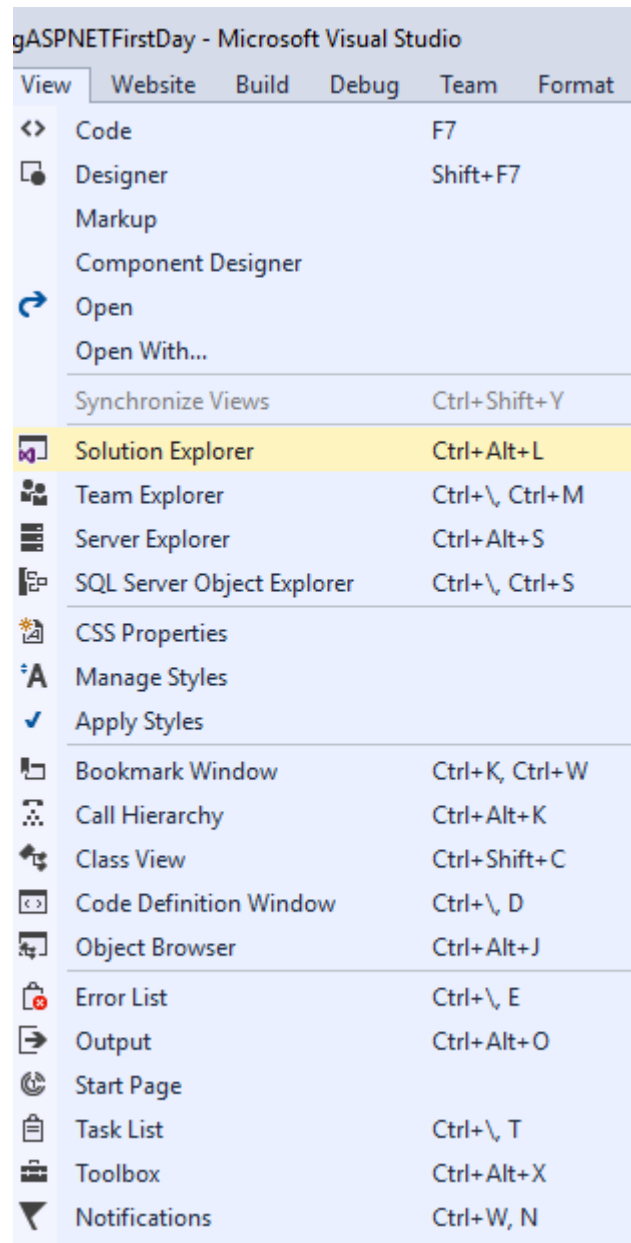 gASPNETFirstDay - Microsoft Visual Studio
View Website Build Debug Team Format
Code F7
Designer Shift+F7
Markup
Component Designer
Open
Open With...
Synchronize Views Ctrl+Shift+Y
Solution Explorer Ctrl+Alt+L
Team Explorer Ctrl+\, Ctrl+M
Server Explorer Ctrl+Alt+S
SQL Server Object Explorer Ctrl+\, Ctrl+S
CSS Properties
Manage Styles
Apply Styles
Bookmark Window Ctrl+K, Ctrl+W
Call Hierarchy Ctrl+Alt+K
Class View Ctrl+Shift+C
Code Definition Window Ctrl+\, D
Object Browser Ctrl+Alt+J
Error List Ctrl+\, E
Output Ctrl+Alt+O
Start Page
Task List Ctrl+\, T
Toolbox Ctrl+Alt+X
Notifications Ctrl+W, N